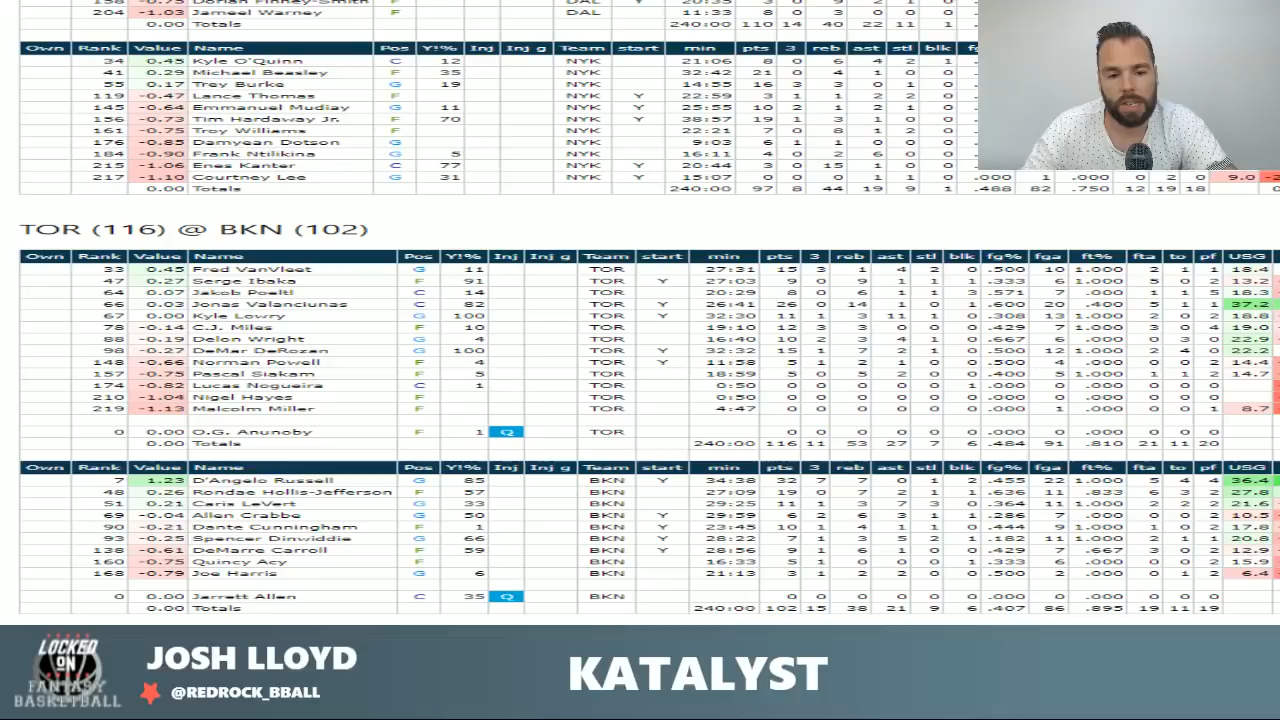 158 -0.75 Dorian Finney-Smith F DAL Y 20:35 3 0 9 2 1
204 -1.03 Jameel Warney F DAL 11:33 8 0 3 0 0
0.00 Totals 240:00 110 14 40 22 11 1
Own Rank Value Name Pos Y!% Inj Inj g Team start min pts 3 reb ast stl blk
34 0.45 Kyle O'Quinn C 12 NYK 21:06 8 0 6 4 2 1
41 0.29 Michael Beasley F 35 NYK 32:42 21 0 4 1 0 0
55 0.17 Trey Burke G 19 NYK 14:55 16 3 3 0 1 0
119 -0.47 Lance Thomas F NYK Y 22:59 3 1 1 2 2 0
145 -0.64 Emmanuel Mudiay G 11 NYK Y 25:55 10 2 1 2 1 0
156 -0.73 Tim Hardaway Jr. G 70 NYK Y 38:57 19 1 3 1 0 0
161 -0.75 Troy Williams F NYK 22:21 7 0 8 1 2 0
176 -0.85 Damyean Dotson G NYK 9:03 6 1 1 0 0 0
184 -0.90 Frank Ntilikina G 5 NYK 16:11 4 0 2 6 0 0
215 -1.06 Enes Kanter C 77 NYK Y 20:44 3 0 15 1 0 0
217 -1.10 Courtney Lee G 31 NYK Y 15:07 0 0 0 1 1 0 .000 1 .000 0 2 0 9.0
0.00 Totals 240:00 97 8 44 19 9 1 .488 82 .750 12 19 18
TOR (116) @ BKN (102)
Own Rank Value Name Pos Y!% Inj Inj g Team start min pts 3 reb ast stl blk fg% fga ft% fta to pf USG
33 0.45 Fred VanVleet G 11 TOR 27:31 15 3 1 4 2 0 .500 10 1.000 2 1 1 18.4
47 0.27 Serge Ibaka F 91 TOR Y 27:03 9 0 9 1 1 0 .333 6 1.000 5 0 2 13.2
64 0.07 Jakob Poeltl C 14 TOR 20:29 8 0 6 1 1 3 .571 7 .000 0 1 5 18.3
66 0.03 Jonas Valanciunas C 82 TOR Y 26:41 26 0 14 1 0 1 .600 20 .400 5 1 1 37.2
67 0.00 Kyle Lowry G 100 TOR Y 32:30 11 1 3 11 1 0 .308 13 1.000 2 0 2 18.8
78 -0.14 C.J. Miles F 10 TOR 19:10 12 3 3 0 0 0 .429 7 1.000 3 0 4 19.0
88 -0.19 Delon Wright G 4 TOR 16:40 10 2 3 4 1 0 .667 6 .000 0 3 0 22.9
98 -0.27 DeMar DeRozan G 100 TOR Y 32:32 15 1 7 2 1 0 .500 12 1.000 2 4 0 22.2
148 -0.66 Norman Powell F 4 TOR Y 11:58 5 1 2 1 0 0 .500 4 .000 0 0 2 14.4
157 -0.75 Pascal Siakam F 5 TOR 18:59 5 0 5 2 0 0 .400 5 1.000 1 1 2 14.7
174 -0.82 Lucas Nogueira C 1 TOR 0:50 0 0 0 0 0 1 .000 0 .000 0 0 0
210 -1.04 Nigel Hayes F TOR 0:50 0 0 0 0 0 0 .000 0 .000 0 0 0
219 -1.13 Malcolm Miller F TOR 4:47 0 0 0 0 0 0 .000 1 .000 0 0 1 8.7
0 0.00 O.G. Anunoby F 1 Q TOR 0 0 0 0 0 0 .000 0 .000 0 0 0
0.00 Totals 240:00 116 11 53 27 7 6 .484 91 .810 21 11 20
Own Rank Value Name Pos Y!% Inj Inj g Team start min pts 3 reb ast stl blk fg% fga ft% fta to pf USG
7 1.23 D'Angelo Russell G 85 BKN Y 34:38 32 7 7 0 1 2 .455 22 1.000 5 4 4 36.4
48 0.26 Rondae Hollis-Jefferson F 57 BKN 27:09 19 0 7 2 1 1 .636 11 .833 6 3 2 27.8
51 0.21 Caris LeVert G 33 BKN 29:25 11 1 3 7 3 0 .364 11 1.000 2 2 2 21.6
69 -0.04 Allen Crabbe G 50 BKN Y 29:59 6 2 4 3 1 1 .286 7 .000 0 0 2 10.5
90 -0.21 Dante Cunningham F 1 BKN Y 23:45 10 1 4 1 1 1 .444 9 1.000 1 0 2 17.8
93 -0.25 Spencer Dinwiddie G 66 BKN Y 28:22 7 1 3 5 2 1 .182 11 1.000 2 1 1 20.8
138 -0.61 DeMarre Carroll F 59 BKN Y 28:56 9 1 6 1 0 0 .429 7 .667 3 0 2 12.9
160 -0.75 Quincy Acy F BKN 16:33 5 1 0 0 0 1 .333 6 .000 0 0 2 15.9
168 -0.79 Joe Harris G 6 BKN 21:13 3 1 2 2 0 0 .500 2 .000 0 1 2 6.4
0 0.00 Jarrett Allen C 35 Q BKN 0 0 0 0 0 0 .000 0 .000 0 0 0
0.00 Totals 240:00 102 15 38 21 9 6 .407 86 .895 19 11 19
LOCKED
ON
FANTASY
BASKETBALL
JOSH LLOYD
@REDROCK_BBALL
KATALYST